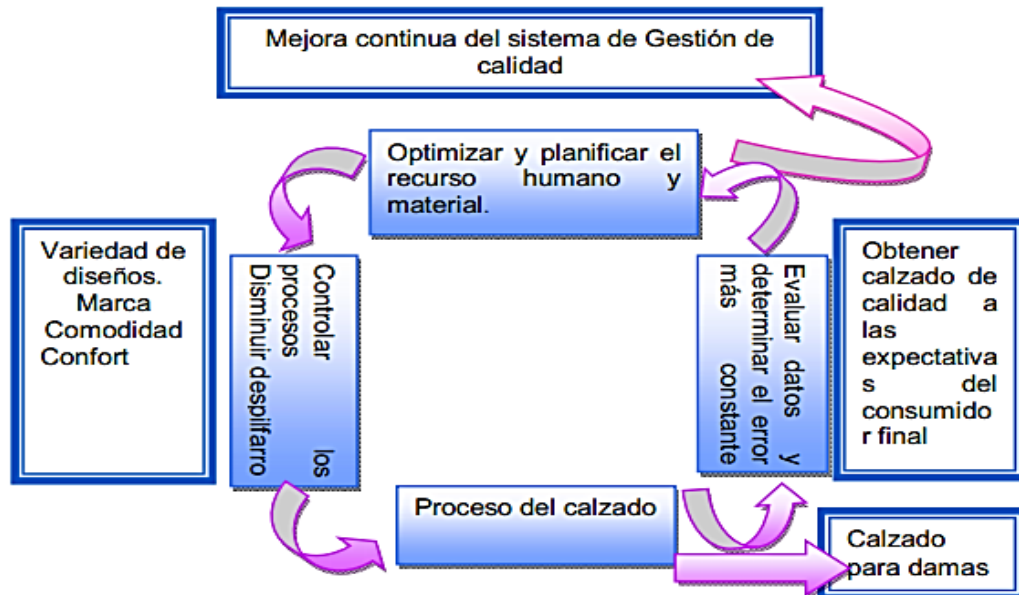 Mejora continua del sistema de Gestión de
calidad
Optimizar y planificar el
recurso humano y
material.
Variedad de
diseños.
Marca
Comodidad
Confort
Controlar los
procesos
Disminuir despilfarro
Evaluar datos y
determinar el error
más constante
Obtener
calzado de
calidad a
las
expectativa
s del
consumido
r final
Proceso del calzado
Calzado
para damas